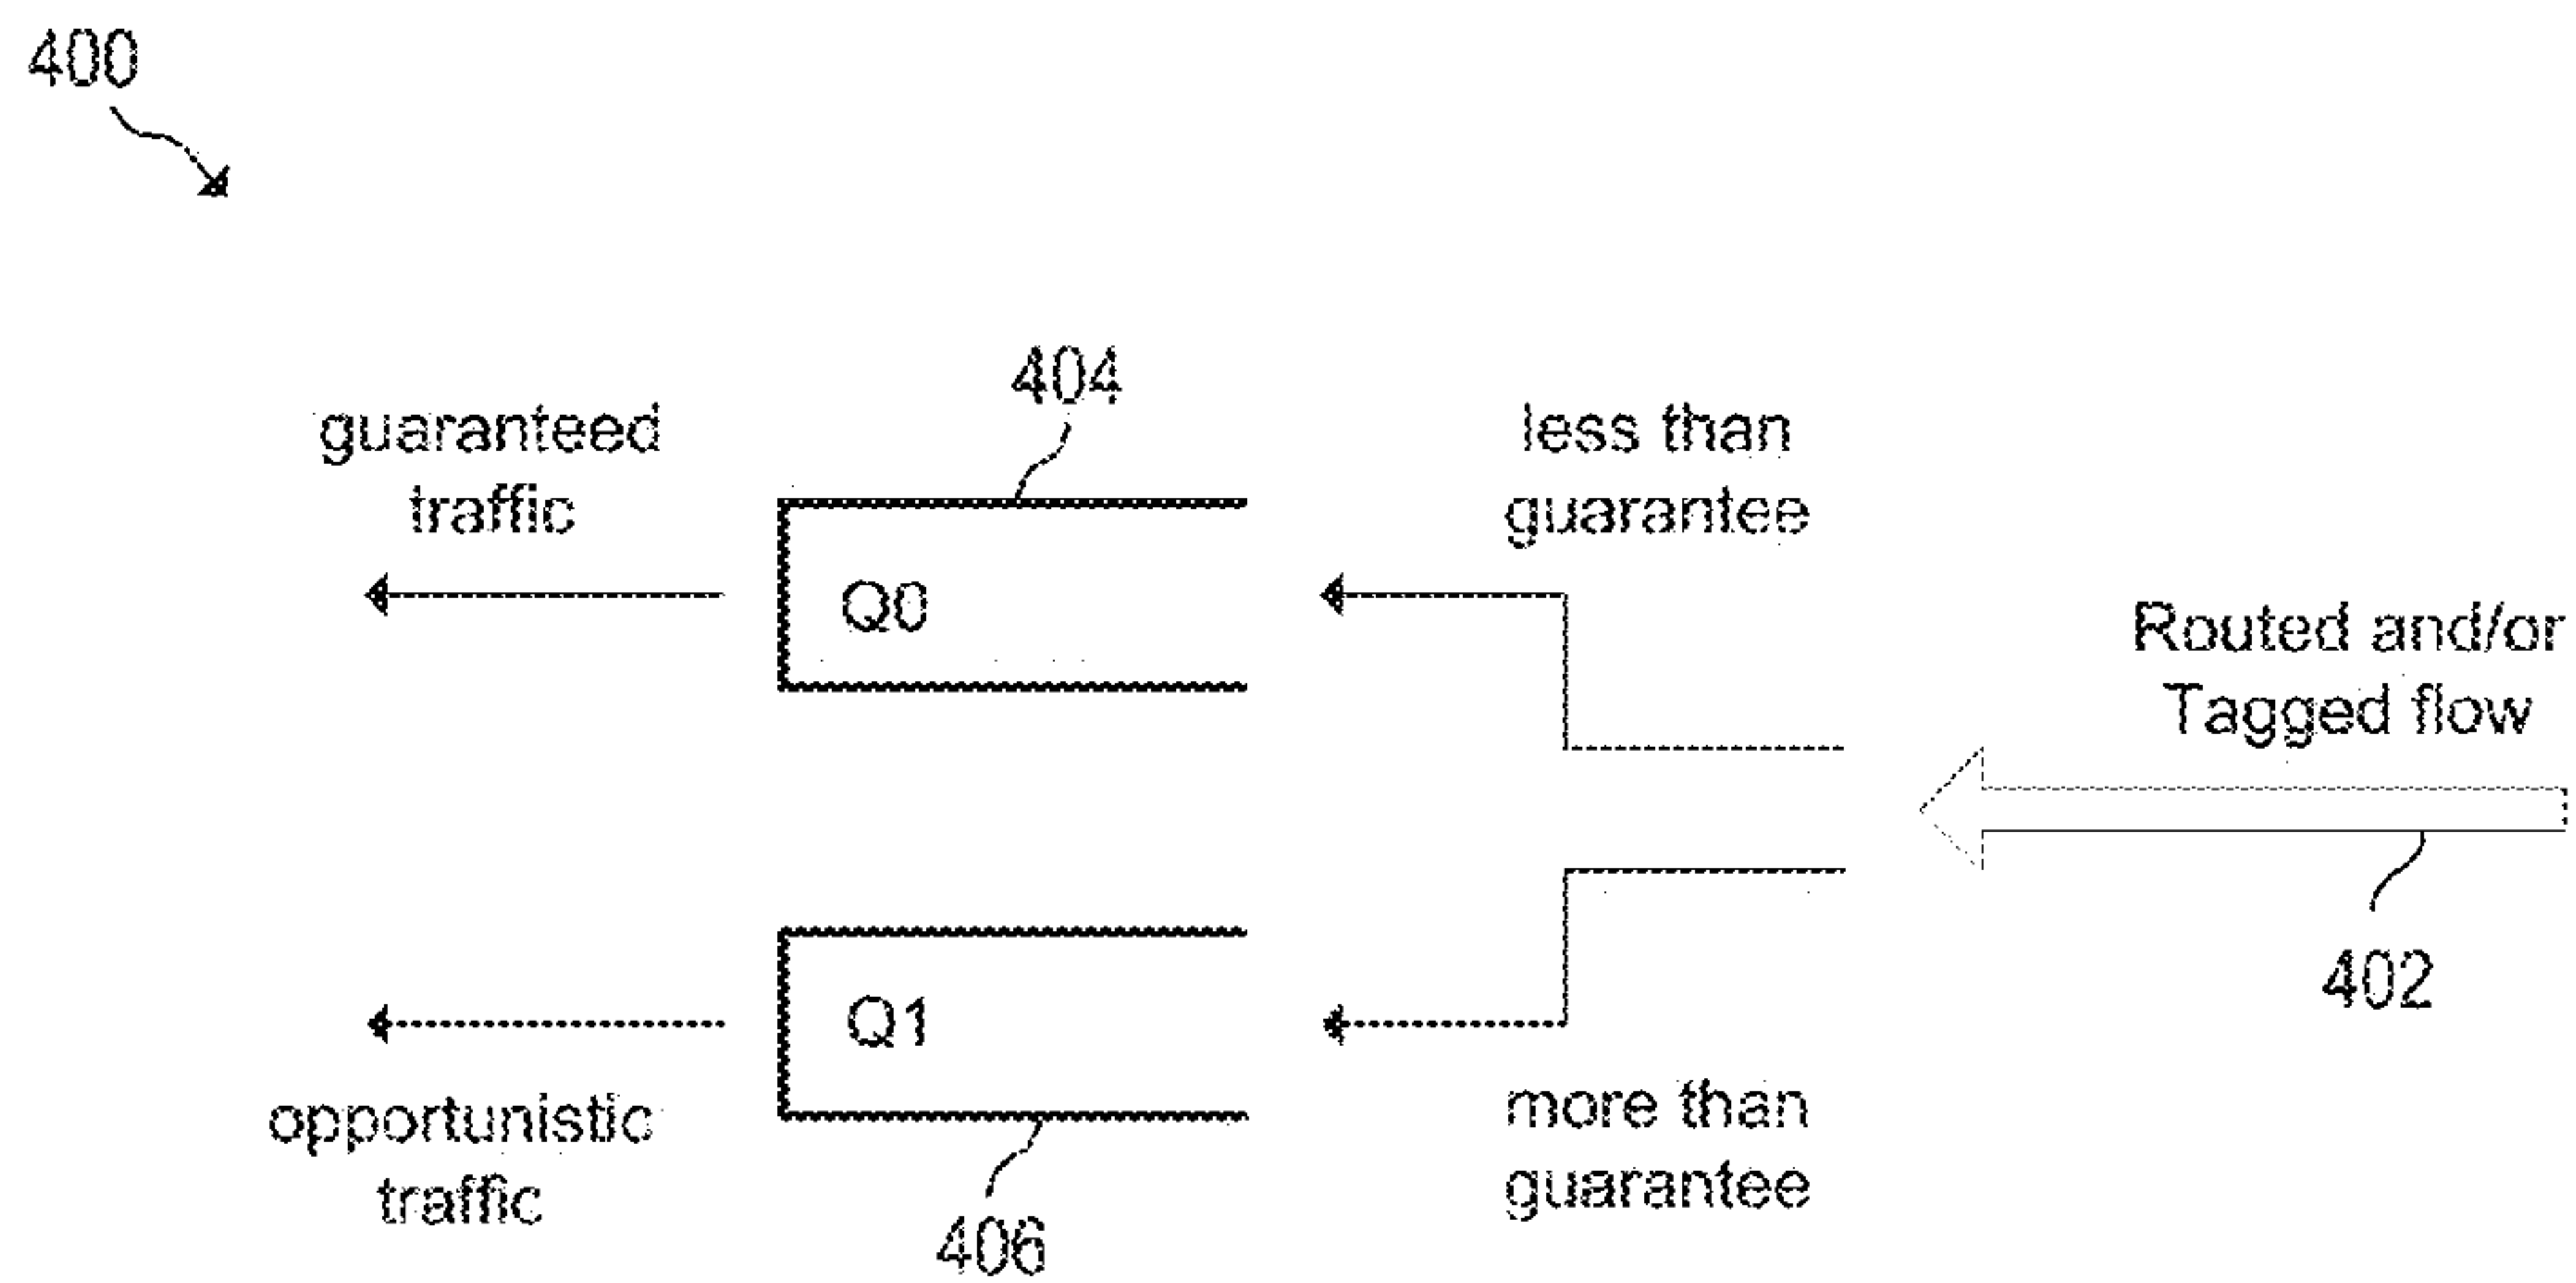 400
404
guaranteed
traffic
less than
guarantee
Q0
Routed and/or
Tagged flow
402
Q1
opportunistic
traffic
more than
guarantee
406